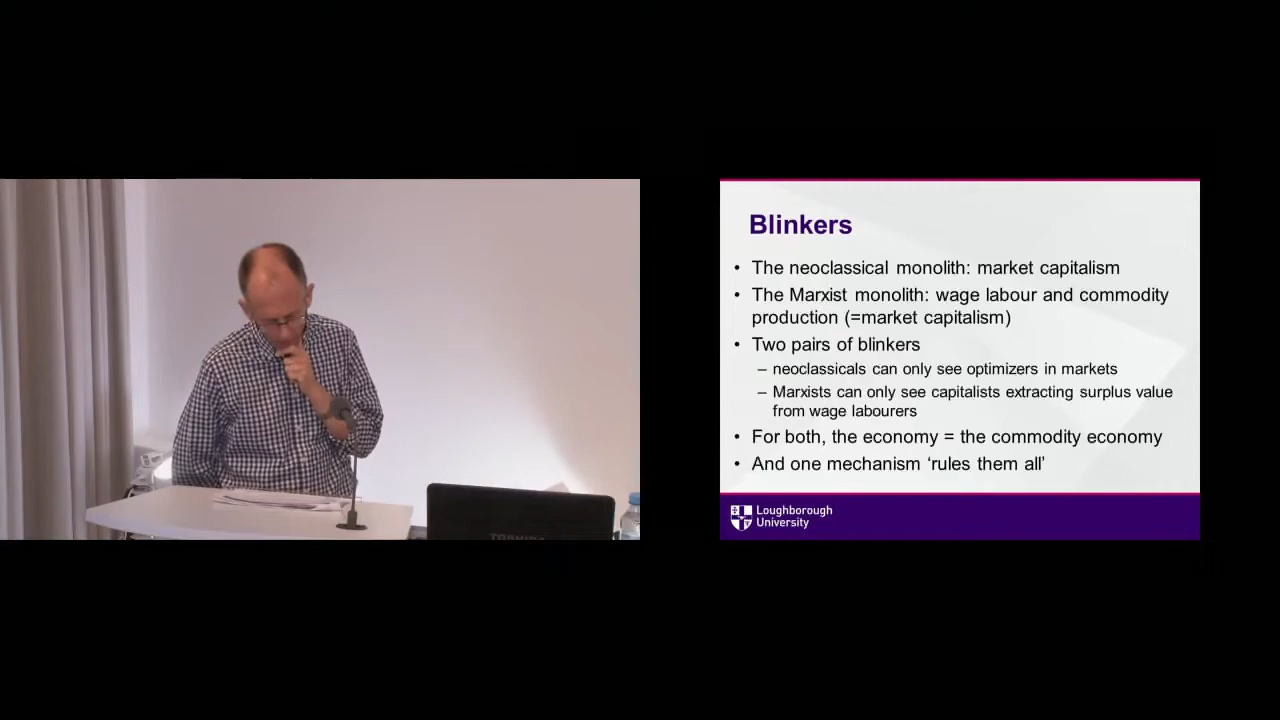 Blinkers
• The neoclassical monolith: market capitalism
• The Marxist monolith: wage labour and commodity
production (=market capitalism)
• Two pairs of blinkers
– neoclassicals can only see optimizers in markets
– Marxists can only see capitalists extracting surplus value
from wage labourers
• For both, the economy = the commodity economy
• And one mechanism ‘rules them all’
Loughborough
University
TOSHIBA